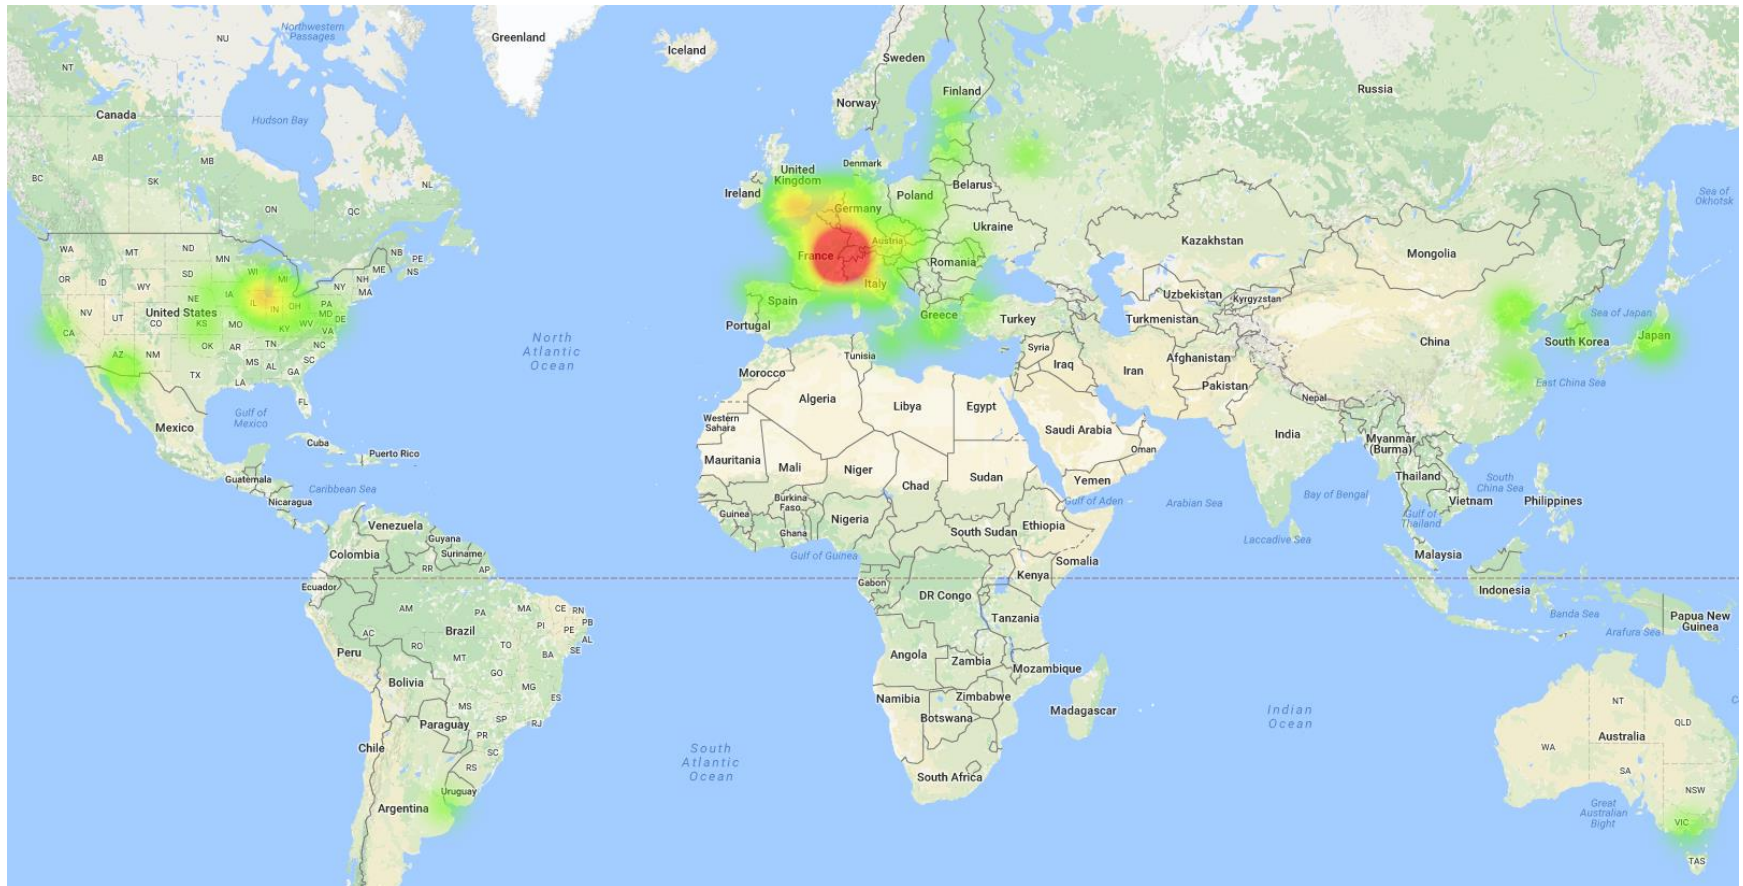 Northwestern
Passages
Greenland
Iceland
NU
NT
Sweden
Finland
Norway
Russia
Canada
Hudson Bay
AB
MB
SK
BC
NL
ON
QC
United
Kingdom
Denmark
Ireland
Poland
Belarus
Germany
Sea of
Okhotsk
Ukraine
Austria
France
Kazakhstan
Mongolia
Romania
Italy
WA
MT
ND
MN
NB
PE
NS
ME
OR
ID
SD
WI
MI
NH
NY
MA
WY
NE
IA
IL
IN
OH
PA
MD
DE
NV
UT
CO
United States
KS
MO
KY
WV
VA
CA
AZ
NM
OK
AR
TN
NC
MS
AL
SC
GA
TX
LA
FL
Spain
Portugal
Greece
Turkey
Uzbekistan
Kyrgyzstan
Turkmenistan
Sea of Japan
Japan
South Korea
China
North
Atlantic
Ocean
Tunisia
Syria
Iraq
Iran
Afghanistan
Pakistan
East China Sea
Morocco
Algeria
Libya
Egypt
Nepal
Gulf of
Mexico
Mexico
Cuba
Puerto Rico
Western
Sahara
Saudi Arabia
Oman
India
Myanmar
(Burma)
Mauritania
Mali
Niger
Chad
Sudan
Yemen
Thailand
South
China Sea
Guatemala
Caribbean Sea
Nicaragua
Burkina
Faso
Gulf of Aden
Arabian Sea
Bay of Bengal
Vietnam
Philippines
Guinea
Ghana
Nigeria
South Sudan
Ethiopia
Gulf of
Thailand
Venezuela
Guyana
Suriname
Colombia
Gulf of Guinea
Laccadive Sea
Malaysia
Somalia
RR
AP
Ecuador
Gabon
Kenya
DR Congo
Indonesia
AM
PA
MA
CE
RN
PB
PI
PE
AL
SE
AC
Brazil
TO
RO
BA
MT
Tanzania
Banda Sea
Arafura Sea
Papua New
Guinea
Peru
Angola
Zambia
Mozambique
Bolivia
GO
MG
ES
MS
SP
RJ
Namibia
Zimbabwe
Botswana
Madagascar
Indian
Ocean
NT
QLD
Australia
WA
SA
NSW
Paraguay
PR
SC
RS
Chile
South
Atlantic
Ocean
South Africa
Uruguay
Argentina
Great
Australian
Bight
VIC
TAS